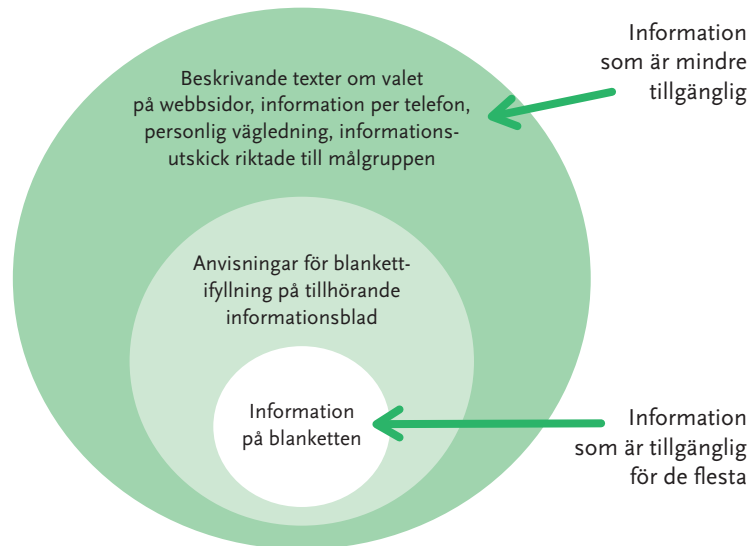 Information
som är mindre
tillgänglig
Beskrivande texter om valet
på webbsidor, information per telefon,
personlig vägledning, informations-
utskick riktade till målgruppen
Anvisningar för blankett-
ifyllning på tillhörande
informationsblad
Information
på blanketten
Information
som är tillgänglig
för de flesta